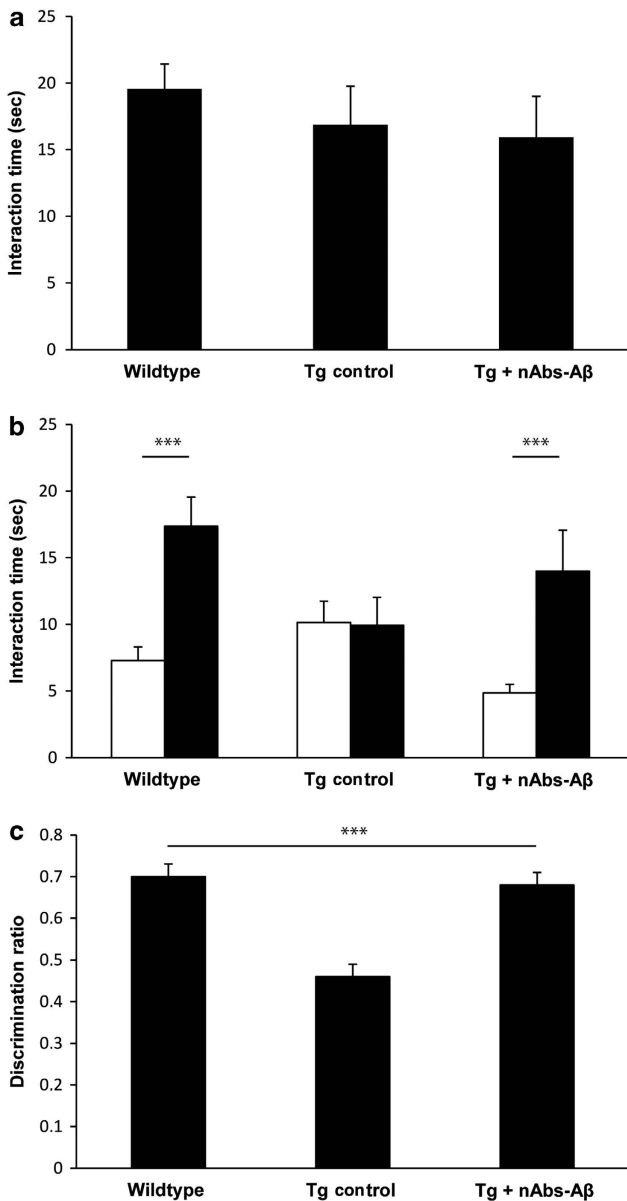 a
Interaction time (sec)
25
20
15
10
5
0
Wildtype Tg control Tg + nAbs-Aβ
b
Interaction time (sec)
25
20
15
10
5
0
*** ***
Wildtype Tg control Tg + nAbs-Aβ
c
Discrimination ratio
0.8
0.7
0.6
0.5
0.4
0.3
0.2
0.1
0
***
Wildtype Tg control Tg + nAbs-Aβ